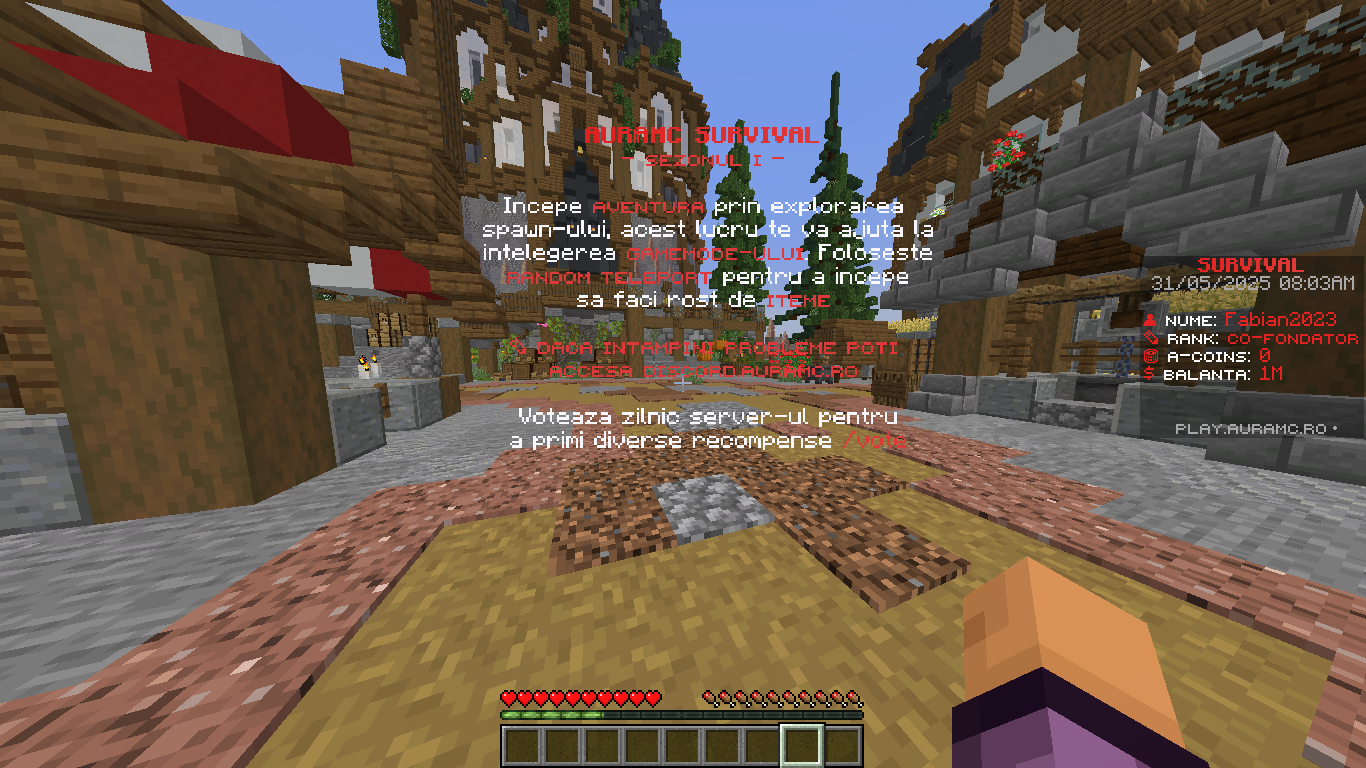 AURAMC SURVIVAL
- SEZONUL I -
Incepe AVENTURA prin explorarea
spawn-ului, acest lucru te va ajuta la
intelegerea GAMEMODE-ULUI. Foloseste
RANDOM TELEPORT pentru a incepe
sa faci rost de ITEME
DACA INTAMPINI PROBLEME POTI
ACCESA DISCORD.AURAMC.RO
Voteaza zilnic server-ul pentru
a primi diverse recompense /vote
SURVIVAL
31/05/2025 08:03AM
NUME: Fabian2023
RANK: CO-FONDATOR
A-COINS: 0
$ BALANTA: 1M
PLAY.AURAMC.RO •